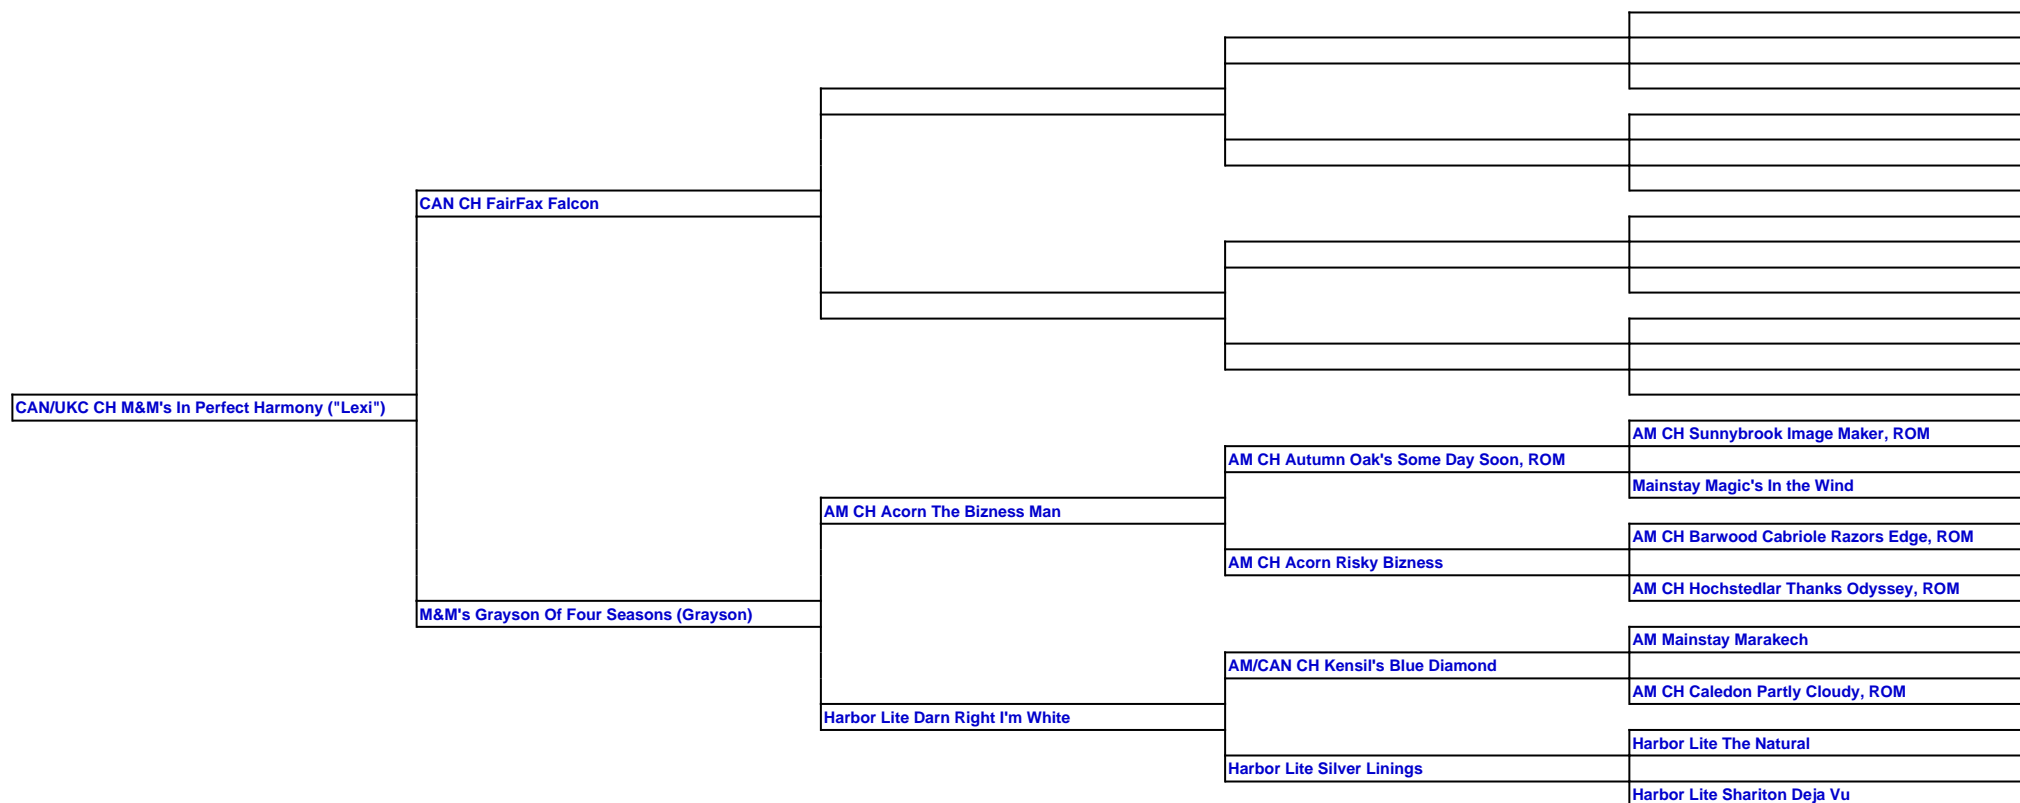 CAN CH FairFax Falcon
CAN/UKC CH M&M's In Perfect Harmony ("Lexi")
AM CH Sunnybrook Image Maker, ROM
AM CH Autumn Oak's Some Day Soon, ROM
Mainstay Magic's In the Wind
AM CH Acorn The Bizness Man
AM CH Barwood Cabriole Razors Edge, ROM
AM CH Acorn Risky Bizness
AM CH Hochstedlar Thanks Odyssey, ROM
M&M's Grayson Of Four Seasons (Grayson)
AM Mainstay Marakech
AM/CAN CH Kensil's Blue Diamond
AM CH Caledon Partly Cloudy, ROM
Harbor Lite Darn Right I'm White
Harbor Lite The Natural
Harbor Lite Silver Linings
Harbor Lite Shariton Deja Vu